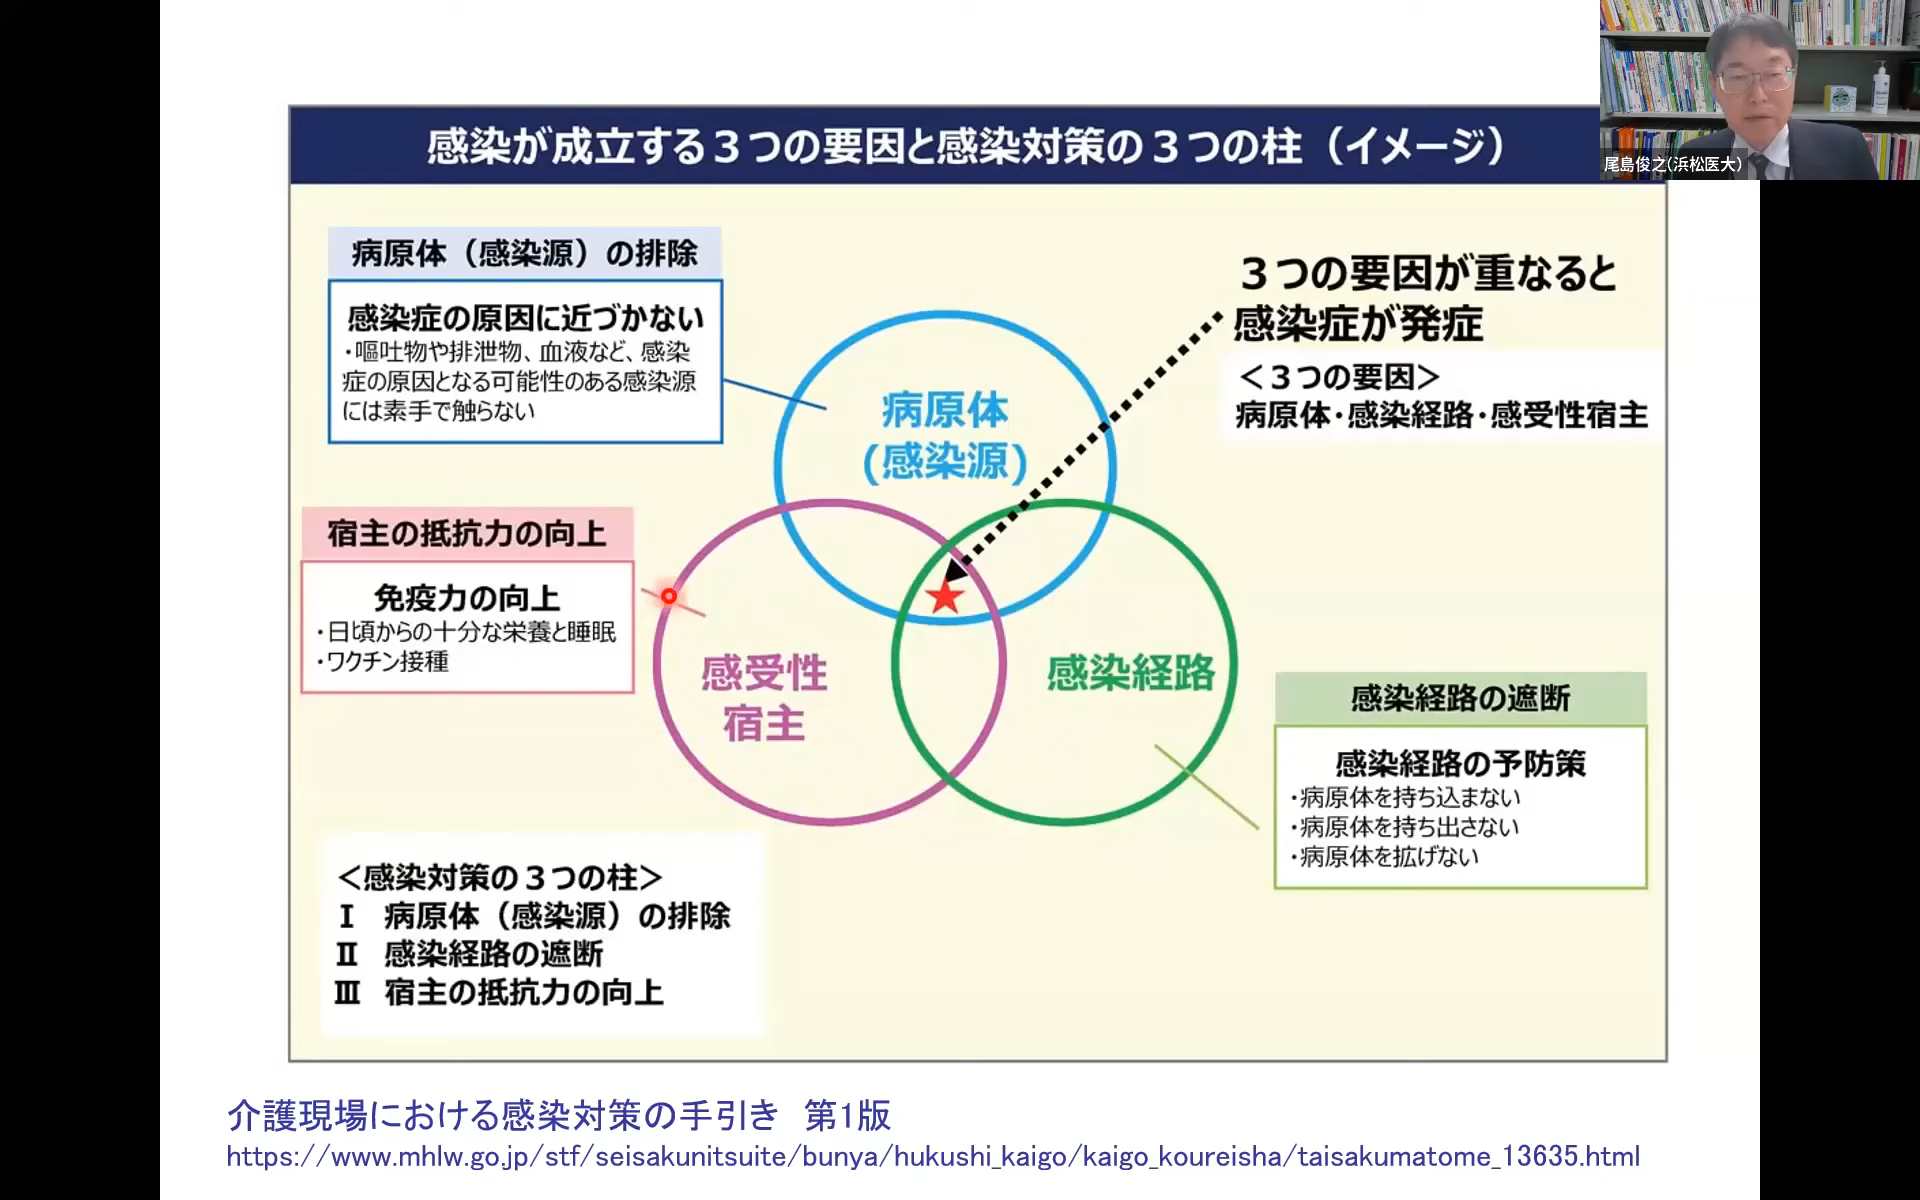 感染が成立する３つの要因と感染対策の３つの柱（イメージ）
尾島俊之(浜松医大)
病原体（感染源）の排除
感染症の原因に近づかない
・嘔吐物や排泄物、血液など、感染
症の原因となる可能性のある感染源
には素手で触らない
３つの要因が重なると
感染症が発症
＜３つの要因＞
病原体・感染経路・感受性宿主
病原体
(感染源)
宿主の抵抗力の向上
免疫力の向上
・日頃からの十分な栄養と睡眠
・ワクチン接種
感受性
宿主
感染経路
感染経路の遮断
感染経路の予防策
・病原体を持ち込まない
・病原体を持ち出さない
・病原体を拡げない
＜感染対策の３つの柱＞
Ⅰ　病原体（感染源）の排除
Ⅱ　感染経路の遮断
Ⅲ　宿主の抵抗力の向上
介護現場における感染対策の手引き　第1版
https://www.mhlw.go.jp/stf/seisakunitsuite/bunya/hukushi_kaigo/kaigo_koureisha/taisakumatome_13635.html